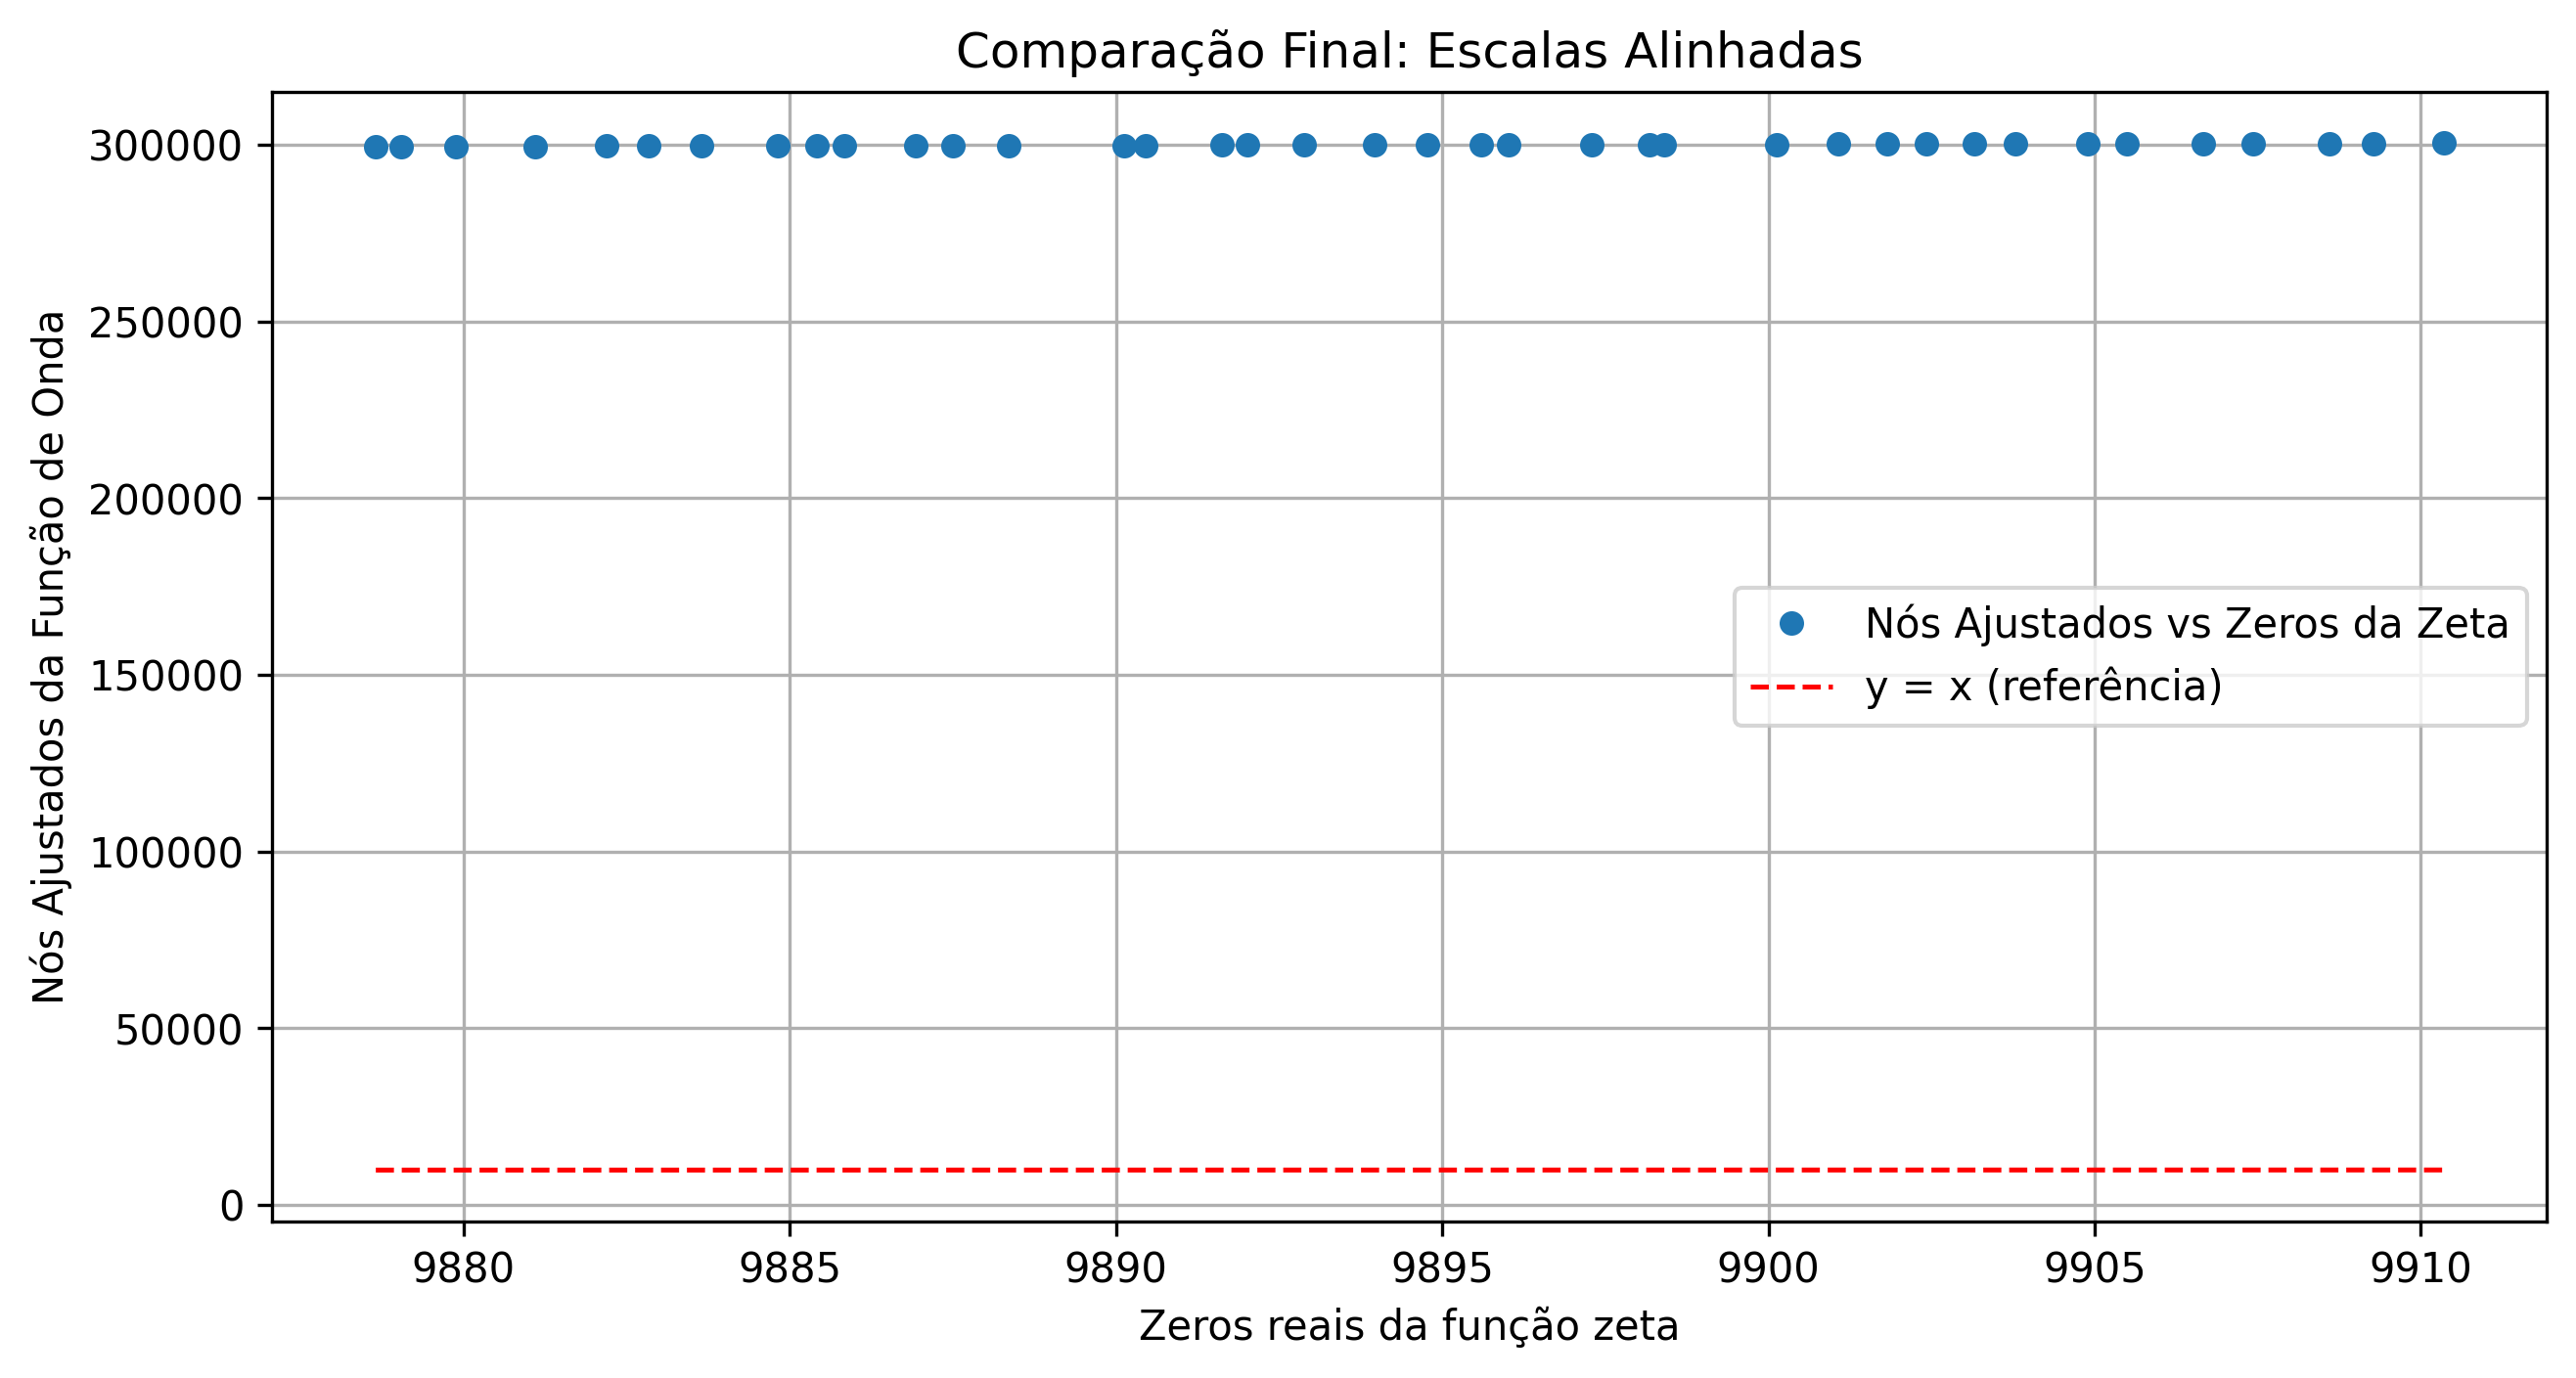 Comparação Final: Escalas Alinhadas
Nós Ajustados da Função de Onda
300000
250000
200000
150000
100000
50000
0
Nós Ajustados vs Zeros da Zeta
y = x (referência)
9880 9885 9890 9895 9900 9905 9910
Zeros reais da função zeta